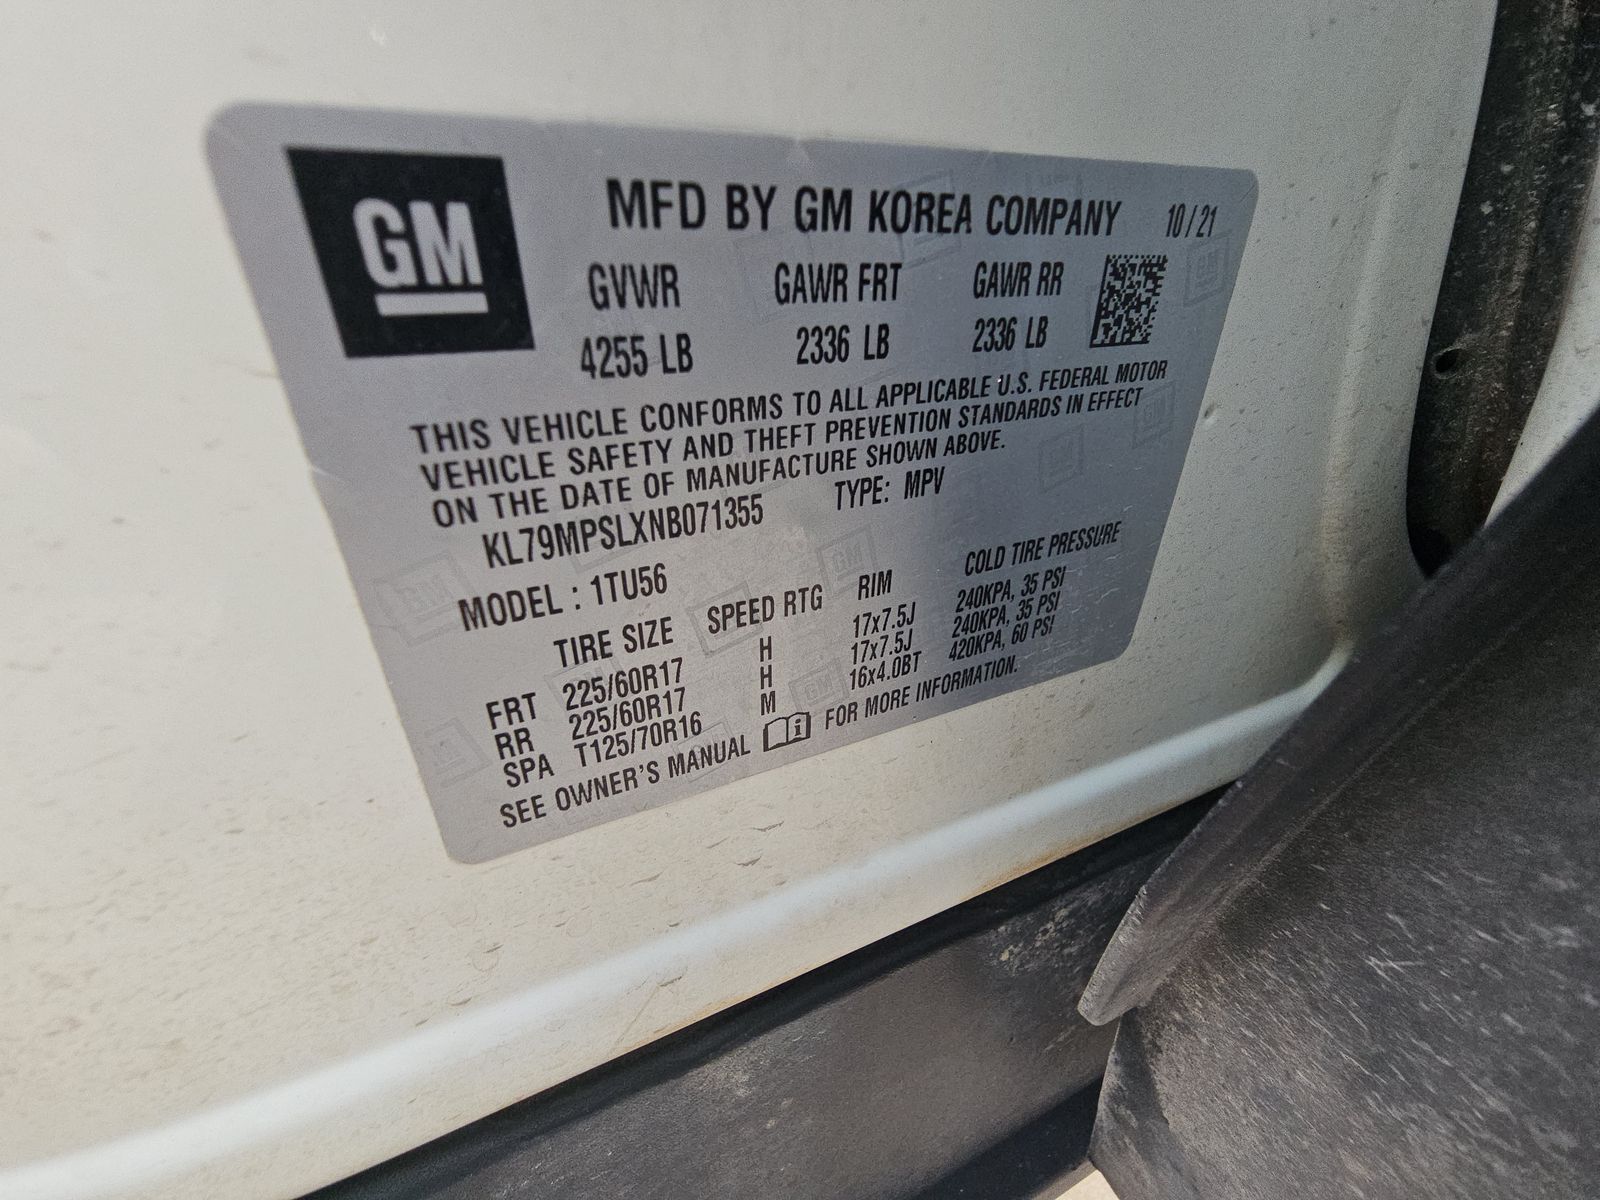 GM
MFD BY GM KOREA COMPANY 10/21
GVWR GAWR FRT GAWR RR
4255 LB 2336 LB 2336 LB
THIS VEHICLE CONFORMS TO ALL APPLICABLE U.S. FEDERAL MOTOR
VEHICLE SAFETY AND THEFT PREVENTION STANDARDS IN EFFECT
ON THE DATE OF MANUFACTURE SHOWN ABOVE.
KL79MPSLXNB071355 TYPE: MPV
MODEL : 1TU56
TIRE SIZE SPEED RTG RIM COLD TIRE PRESSURE
FRT 225/60R17 H 17x7.5J 240KPA, 35 PSI
RR 225/60R17 H 17x7.5J 240KPA, 35 PSI
SPA T125/70R16 M 16x4.0BT 420KPA, 60 PSI
SEE OWNER'S MANUAL FOR MORE INFORMATION.